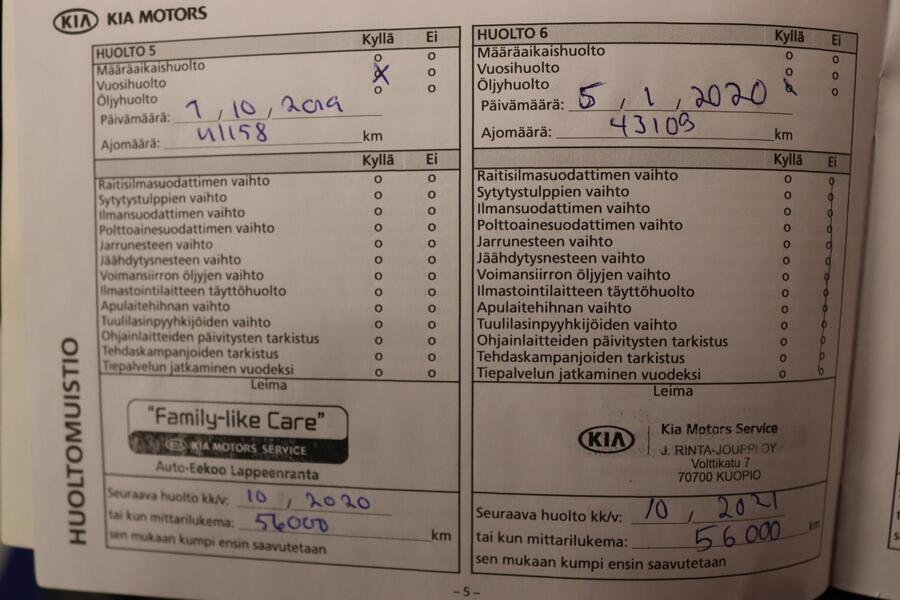 KIA KIA MOTORS
HUOLTO 5 Kyllä Ei
Määräaikaishuolto o o
Vuosihuolto X o
Öljyhuolto o o
Päivämäärä: 7, 10, 2019
Ajomäärä: 41158 km
Kyllä Ei
Raitisilmasuodattimen vaihto o o
Sytytystulppien vaihto o o
Ilmansuodattimen vaihto o o
Polttoainesuodattimen vaihto o o
Jarrunesteen vaihto o o
Jäähdytysnesteen vaihto o o
Voimansiirron öljyjen vaihto o o
Ilmastointilaitteen täyttöhuolto o o
Apulaitehihnan vaihto o o
Tuulilasinpyyhkijöiden vaihto o o
Ohjainlaitteiden päivitysten tarkistus o o
Tehdaskampanjoiden tarkistus o o
Tiepalvelun jatkaminen vuodeksi o o
Leima
"Family-like Care"
KIA KIA MOTORS SERVICE
Auto-Eekoo Lappeenranta
Seuraava huolto kk/v: 10, 2020
tai kun mittarilukema: 56000 km
sen mukaan kumpi ensin saavutetaan
HUOLTO 6 Kyllä Ei
Määräaikaishuolto o o
Vuosihuolto o o
Öljyhuolto x o
Päivämäärä: 5, 1, 2020
Ajomäärä: 43109 km
Kyllä Ei
Raitisilmasuodattimen vaihto o o
Sytytystulppien vaihto o o
Ilmansuodattimen vaihto o o
Polttoainesuodattimen vaihto o o
Jarrunesteen vaihto o o
Jäähdytysnesteen vaihto o o
Voimansiirron öljyjen vaihto o o
Ilmastointilaitteen täyttöhuolto o o
Apulaitehihnan vaihto o o
Tuulilasinpyyhkijöiden vaihto o o
Ohjainlaitteiden päivitysten tarkistus o o
Tehdaskampanjoiden tarkistus o o
Tiepalvelun jatkaminen vuodeksi o o
Leima
KIA Kia Motors Service
J. RINTA-JOUPPI OY
Volttikatu 7
70700 KUOPIO
Seuraava huolto kk/v: 10, 2021
tai kun mittarilukema: 56000 km
sen mukaan kumpi ensin saavutetaan
HUOLTOMUISTIO
– 5 –